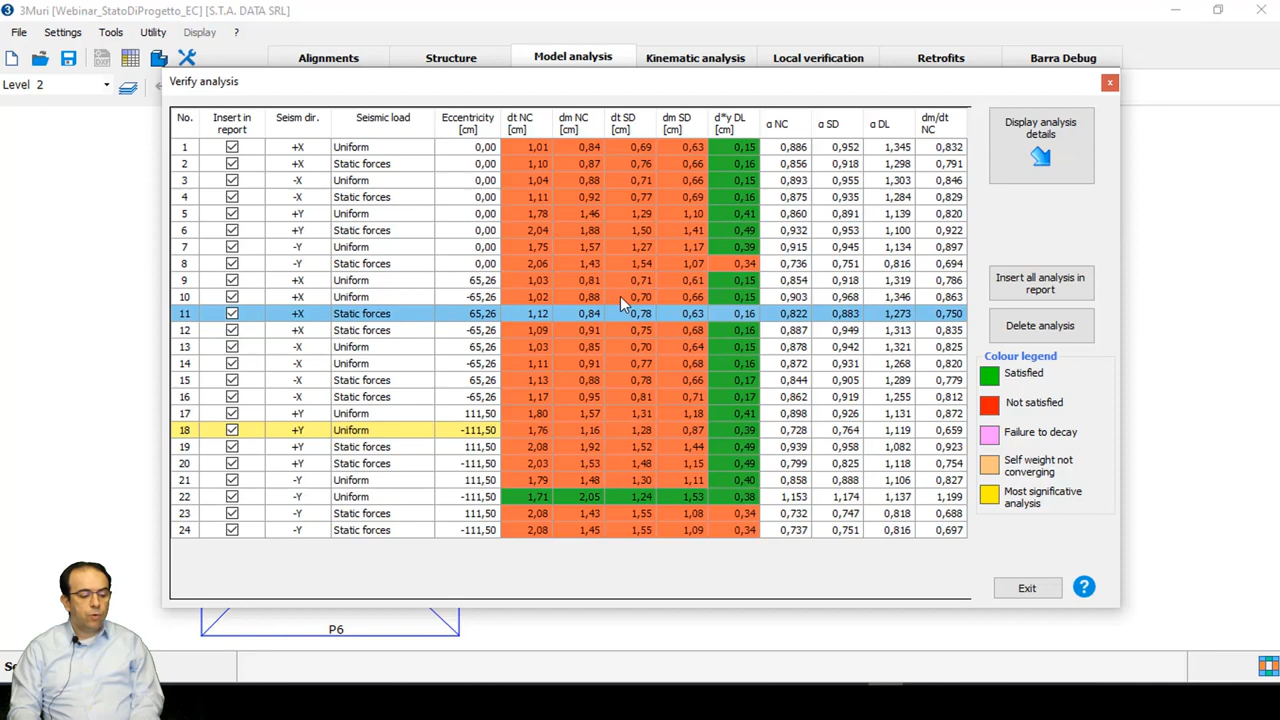 3Muri [Webinar_StatoDiProgetto_EC] [S.T.A. DATA SRL]
File Settings Tools Utility Display ?
Alignments Structure Model analysis Kinematic analysis Local verification Retrofits Barra Debug
Level 2
Verify analysis
No. Insert in report Seism dir. Seismic load Eccentricity [cm] dt NC [cm] dm NC [cm] dt SD [cm] dm SD [cm] d*y DL [cm] α NC α SD α DL dm/dt NC
1 +X Uniform 0,00 1,01 0,84 0,69 0,63 0,15 0,886 0,952 1,345 0,832
2 +X Static forces 0,00 1,10 0,87 0,76 0,66 0,16 0,856 0,918 1,298 0,791
3 -X Uniform 0,00 1,04 0,88 0,71 0,66 0,15 0,893 0,955 1,303 0,846
4 -X Static forces 0,00 1,11 0,92 0,77 0,69 0,16 0,875 0,935 1,284 0,829
5 +Y Uniform 0,00 1,78 1,46 1,29 1,10 0,41 0,860 0,891 1,139 0,820
6 +Y Static forces 0,00 2,04 1,88 1,50 1,41 0,49 0,932 0,953 1,100 0,922
7 -Y Uniform 0,00 1,75 1,57 1,27 1,17 0,39 0,915 0,945 1,134 0,897
8 -Y Static forces 0,00 2,06 1,43 1,54 1,07 0,34 0,736 0,751 0,816 0,694
9 +X Uniform 65,26 1,03 0,81 0,71 0,61 0,15 0,854 0,918 1,319 0,786
10 +X Uniform -65,26 1,02 0,88 0,70 0,66 0,15 0,903 0,968 1,346 0,863
11 +X Static forces 65,26 1,12 0,84 0,78 0,63 0,16 0,822 0,883 1,273 0,750
12 +X Static forces -65,26 1,09 0,91 0,75 0,68 0,16 0,887 0,949 1,313 0,835
13 -X Uniform 65,26 1,03 0,85 0,70 0,64 0,15 0,878 0,942 1,321 0,825
14 -X Uniform -65,26 1,11 0,91 0,77 0,68 0,16 0,872 0,931 1,268 0,820
15 -X Static forces 65,26 1,13 0,88 0,78 0,66 0,17 0,844 0,905 1,289 0,779
16 -X Static forces -65,26 1,17 0,95 0,81 0,71 0,17 0,862 0,919 1,255 0,812
17 +Y Uniform 111,50 1,80 1,57 1,31 1,18 0,41 0,898 0,926 1,131 0,872
18 +Y Uniform -111,50 1,76 1,16 1,28 0,87 0,39 0,728 0,764 1,119 0,659
19 +Y Static forces 111,50 2,08 1,92 1,52 1,44 0,49 0,939 0,958 1,082 0,923
20 +Y Static forces -111,50 2,03 1,53 1,48 1,15 0,49 0,799 0,825 1,118 0,754
21 -Y Uniform 111,50 1,79 1,48 1,30 1,11 0,40 0,858 0,888 1,106 0,827
22 -Y Uniform -111,50 1,71 2,05 1,24 1,53 0,38 1,153 1,174 1,137 1,199
23 -Y Static forces 111,50 2,08 1,43 1,55 1,08 0,34 0,732 0,747 0,818 0,688
24 -Y Static forces -111,50 2,08 1,45 1,55 1,09 0,34 0,737 0,751 0,816 0,697
Display analysis
details
Insert all analysis in
report
Delete analysis
Colour legend
Satisfied
Not satisfied
Failure to decay
Self weight not
converging
Most significative
analysis
Exit
P6